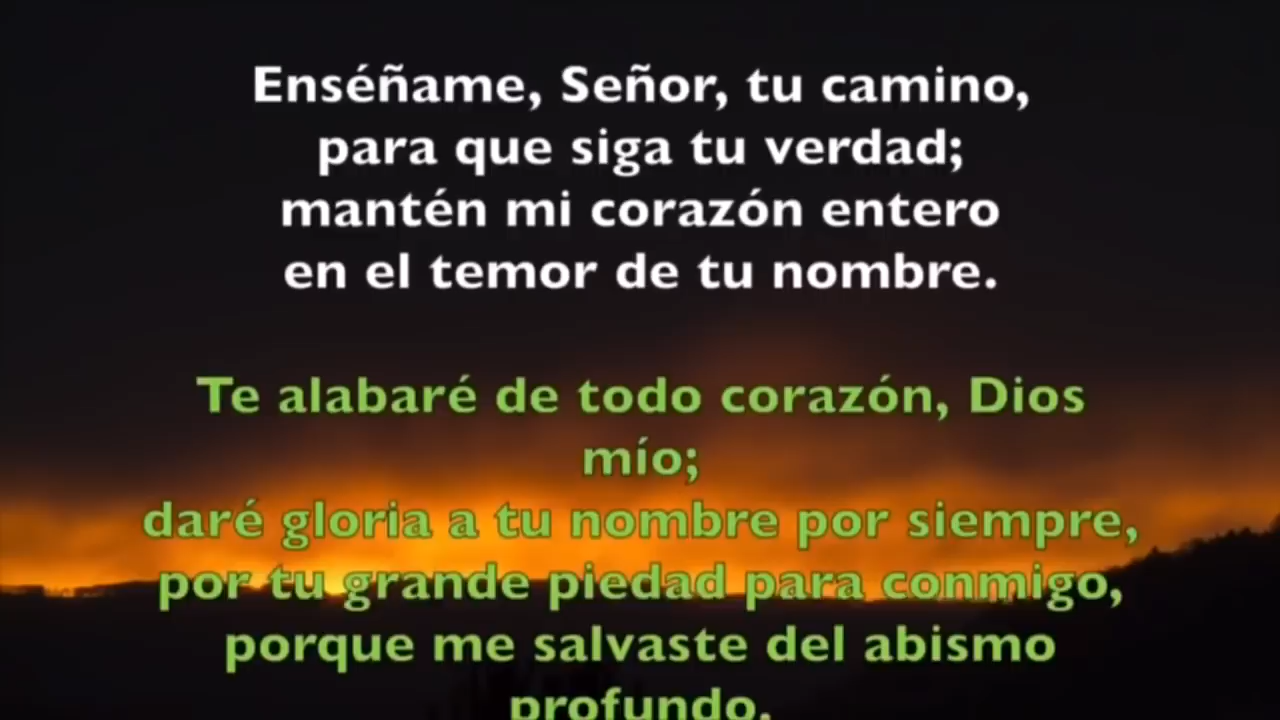 Enséñame, Señor, tu camino,
para que siga tu verdad;
mantén mi corazón entero
en el temor de tu nombre.
Te alabaré de todo corazón, Dios
mío;
daré gloria a tu nombre por siempre,
por tu grande piedad para conmigo,
porque me salvaste del abismo
profundo.